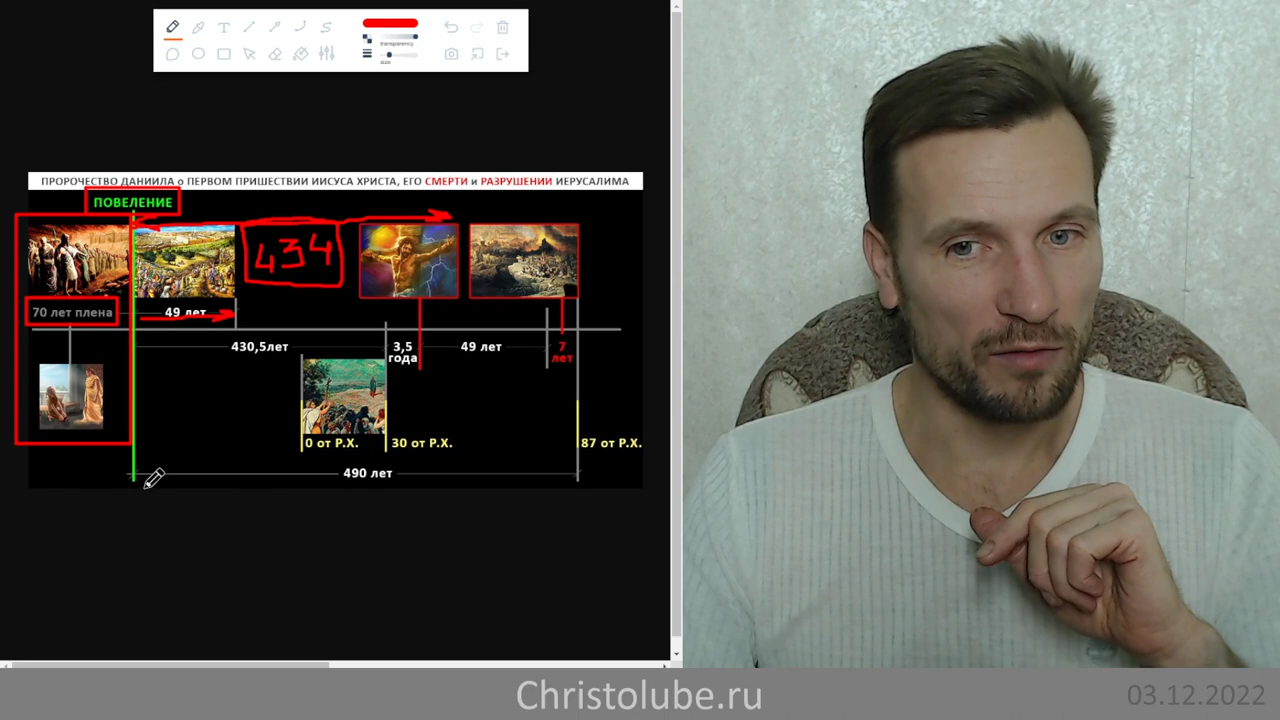 transparency
size
ПРОРОЧЕСТВО ДАНИИЛА о ПЕРВОМ ПРИШЕСТВИИ ИИСУСА ХРИСТА, ЕГО СМЕРТИ и РАЗРУШЕНИИ ИЕРУСАЛИМА
ПОВЕЛЕНИЕ
434
70 лет плена
49 лет
430,5лет
3,5 года
49 лет
7 лет
0 от Р.Х.
30 от Р.Х.
87 от Р.Х.
490 лет
Christolube.ru
03.12.2022